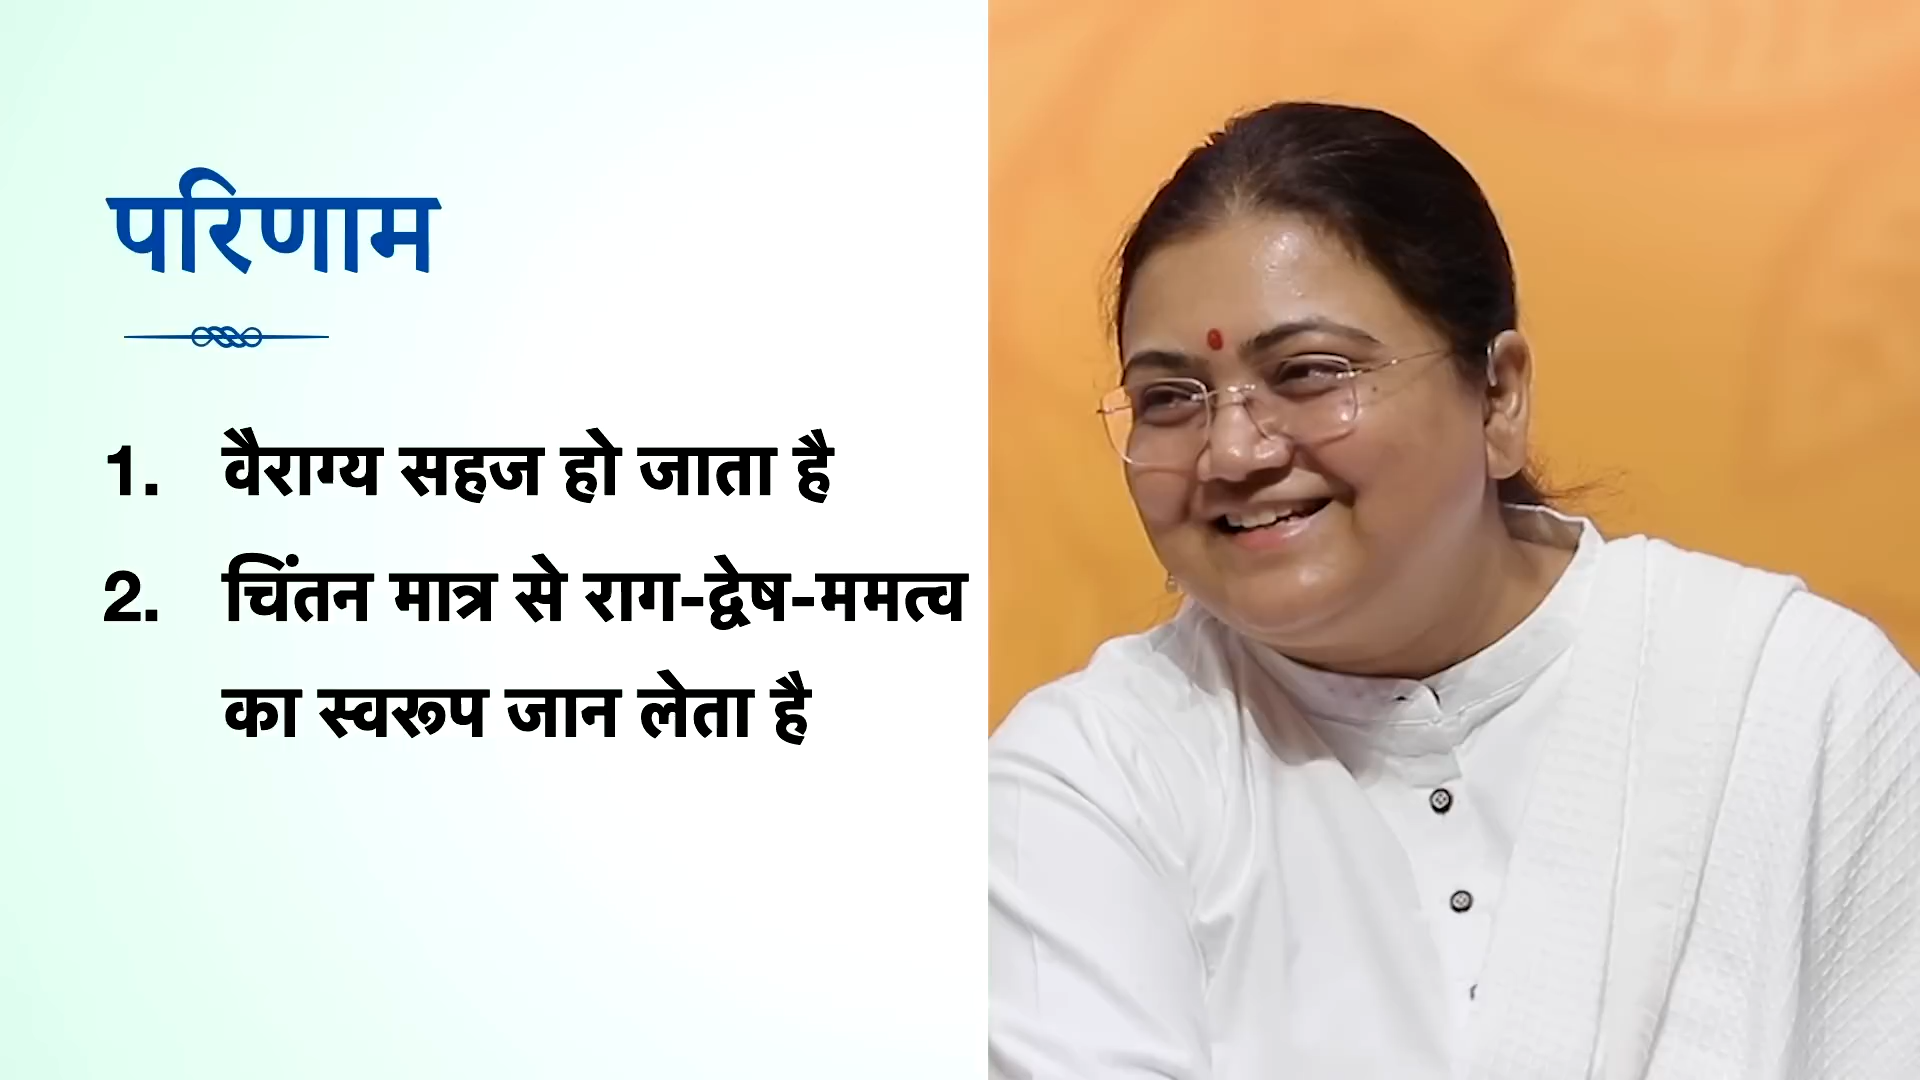 परिणाम
1. वैराग्य सहज हो जाता है
2. चिंतन मात्र से राग-द्वेष-ममत्व
का स्वरूप जान लेता है